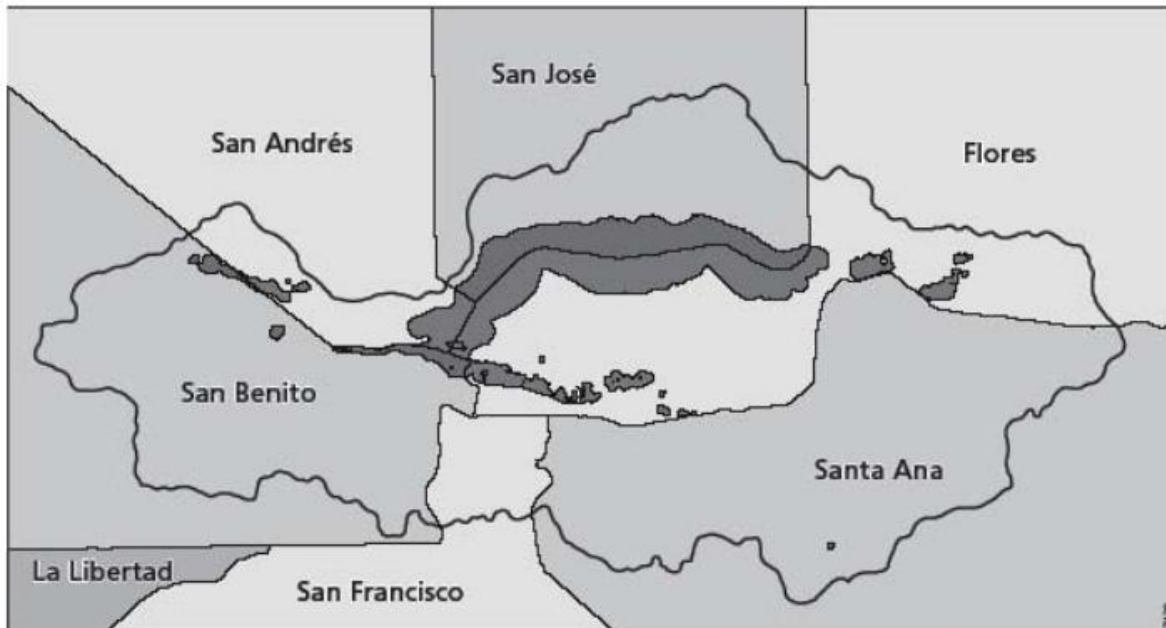 San José
San Andrés
Flores
San Benito
Santa Ana
La Libertad
San Francisco